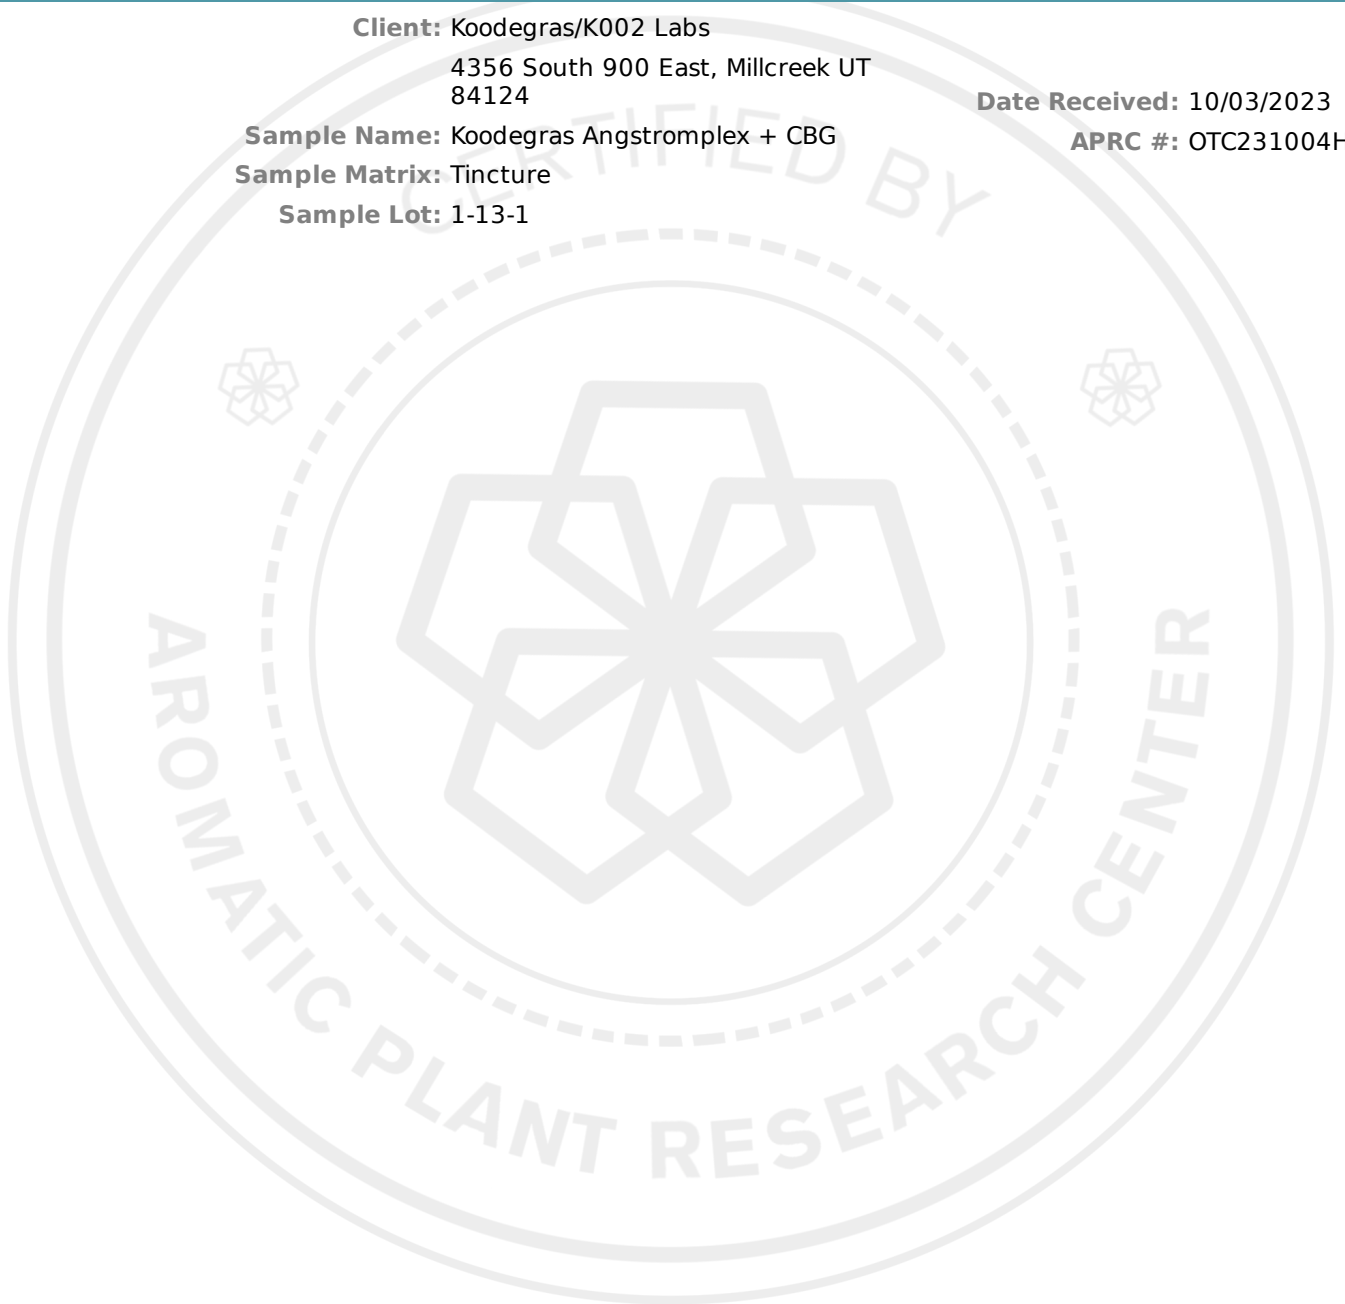 Client: Koodegras/K002 Labs
4356 South 900 East, Millcreek UT
84124
Date Received: 10/03/2023
Sample Name: Koodegras Angstromplex + CBG
APRC #: OTC231004H
Sample Matrix: Tincture
Sample Lot: 1-13-1
CERTIFIED BY
AROMATIC PLANT RESEARCH CENTER